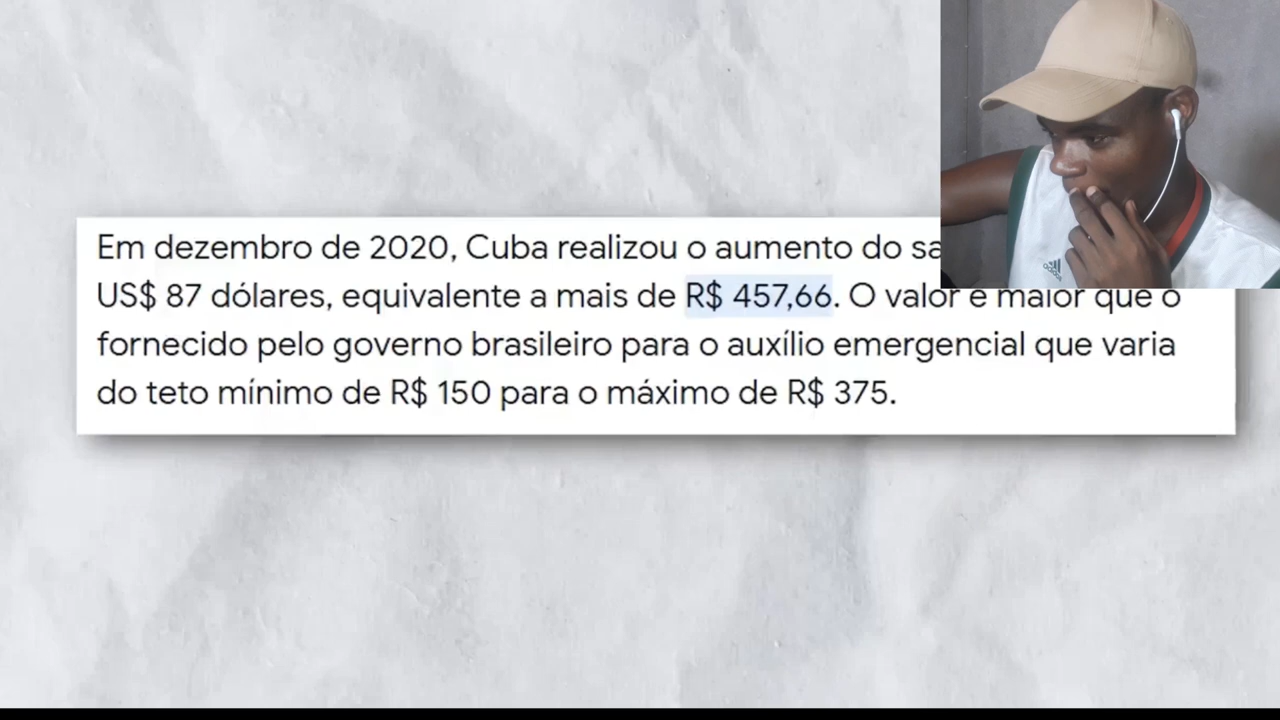 Em dezembro de 2020, Cuba realizou o aumento do sa
US$ 87 dólares, equivalente a mais de R$ 457,66. O valor é maior que o
fornecido pelo governo brasileiro para o auxílio emergencial que varia
do teto mínimo de R$ 150 para o máximo de R$ 375.
adidas